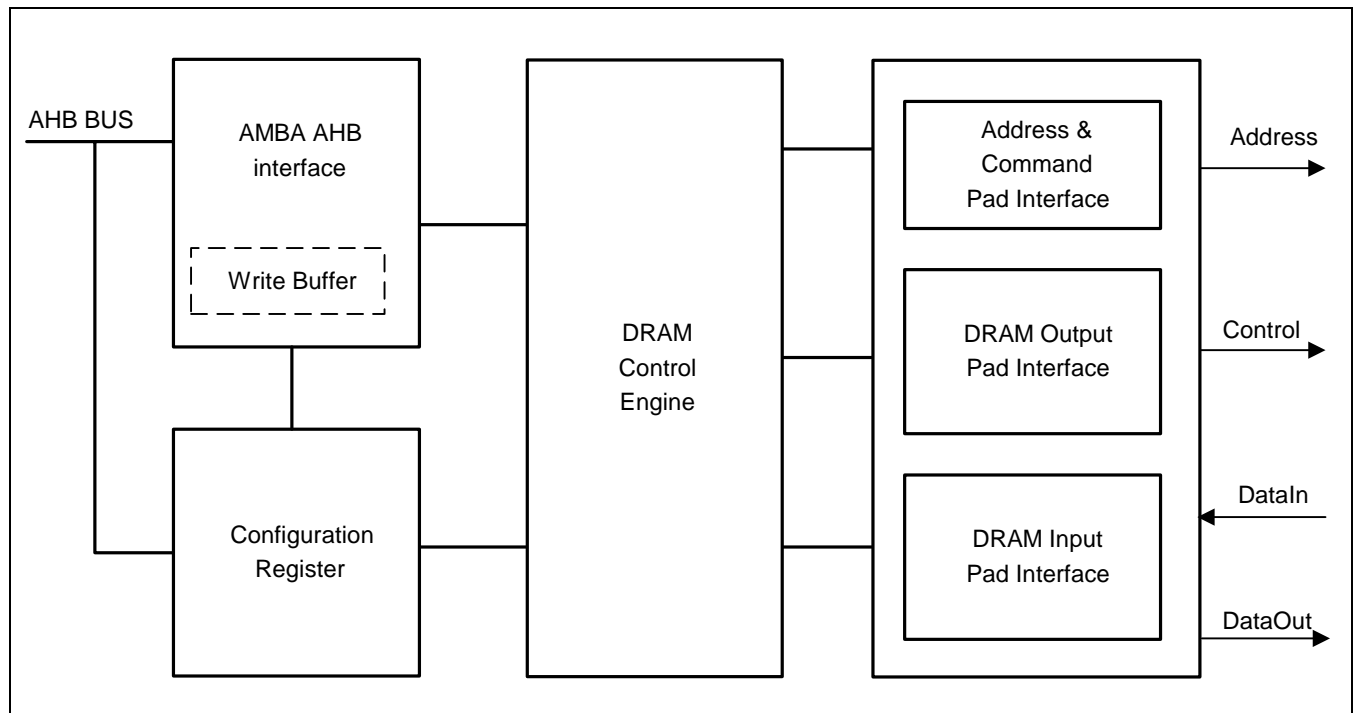 AHB BUS
AMBA AHB
interface
Write Buffer
Configuration
Register
DRAM
Control
Engine
Address &
Command
Pad Interface
DRAM Output
Pad Interface
DRAM Input
Pad Interface
Address
Control
DataIn
DataOut